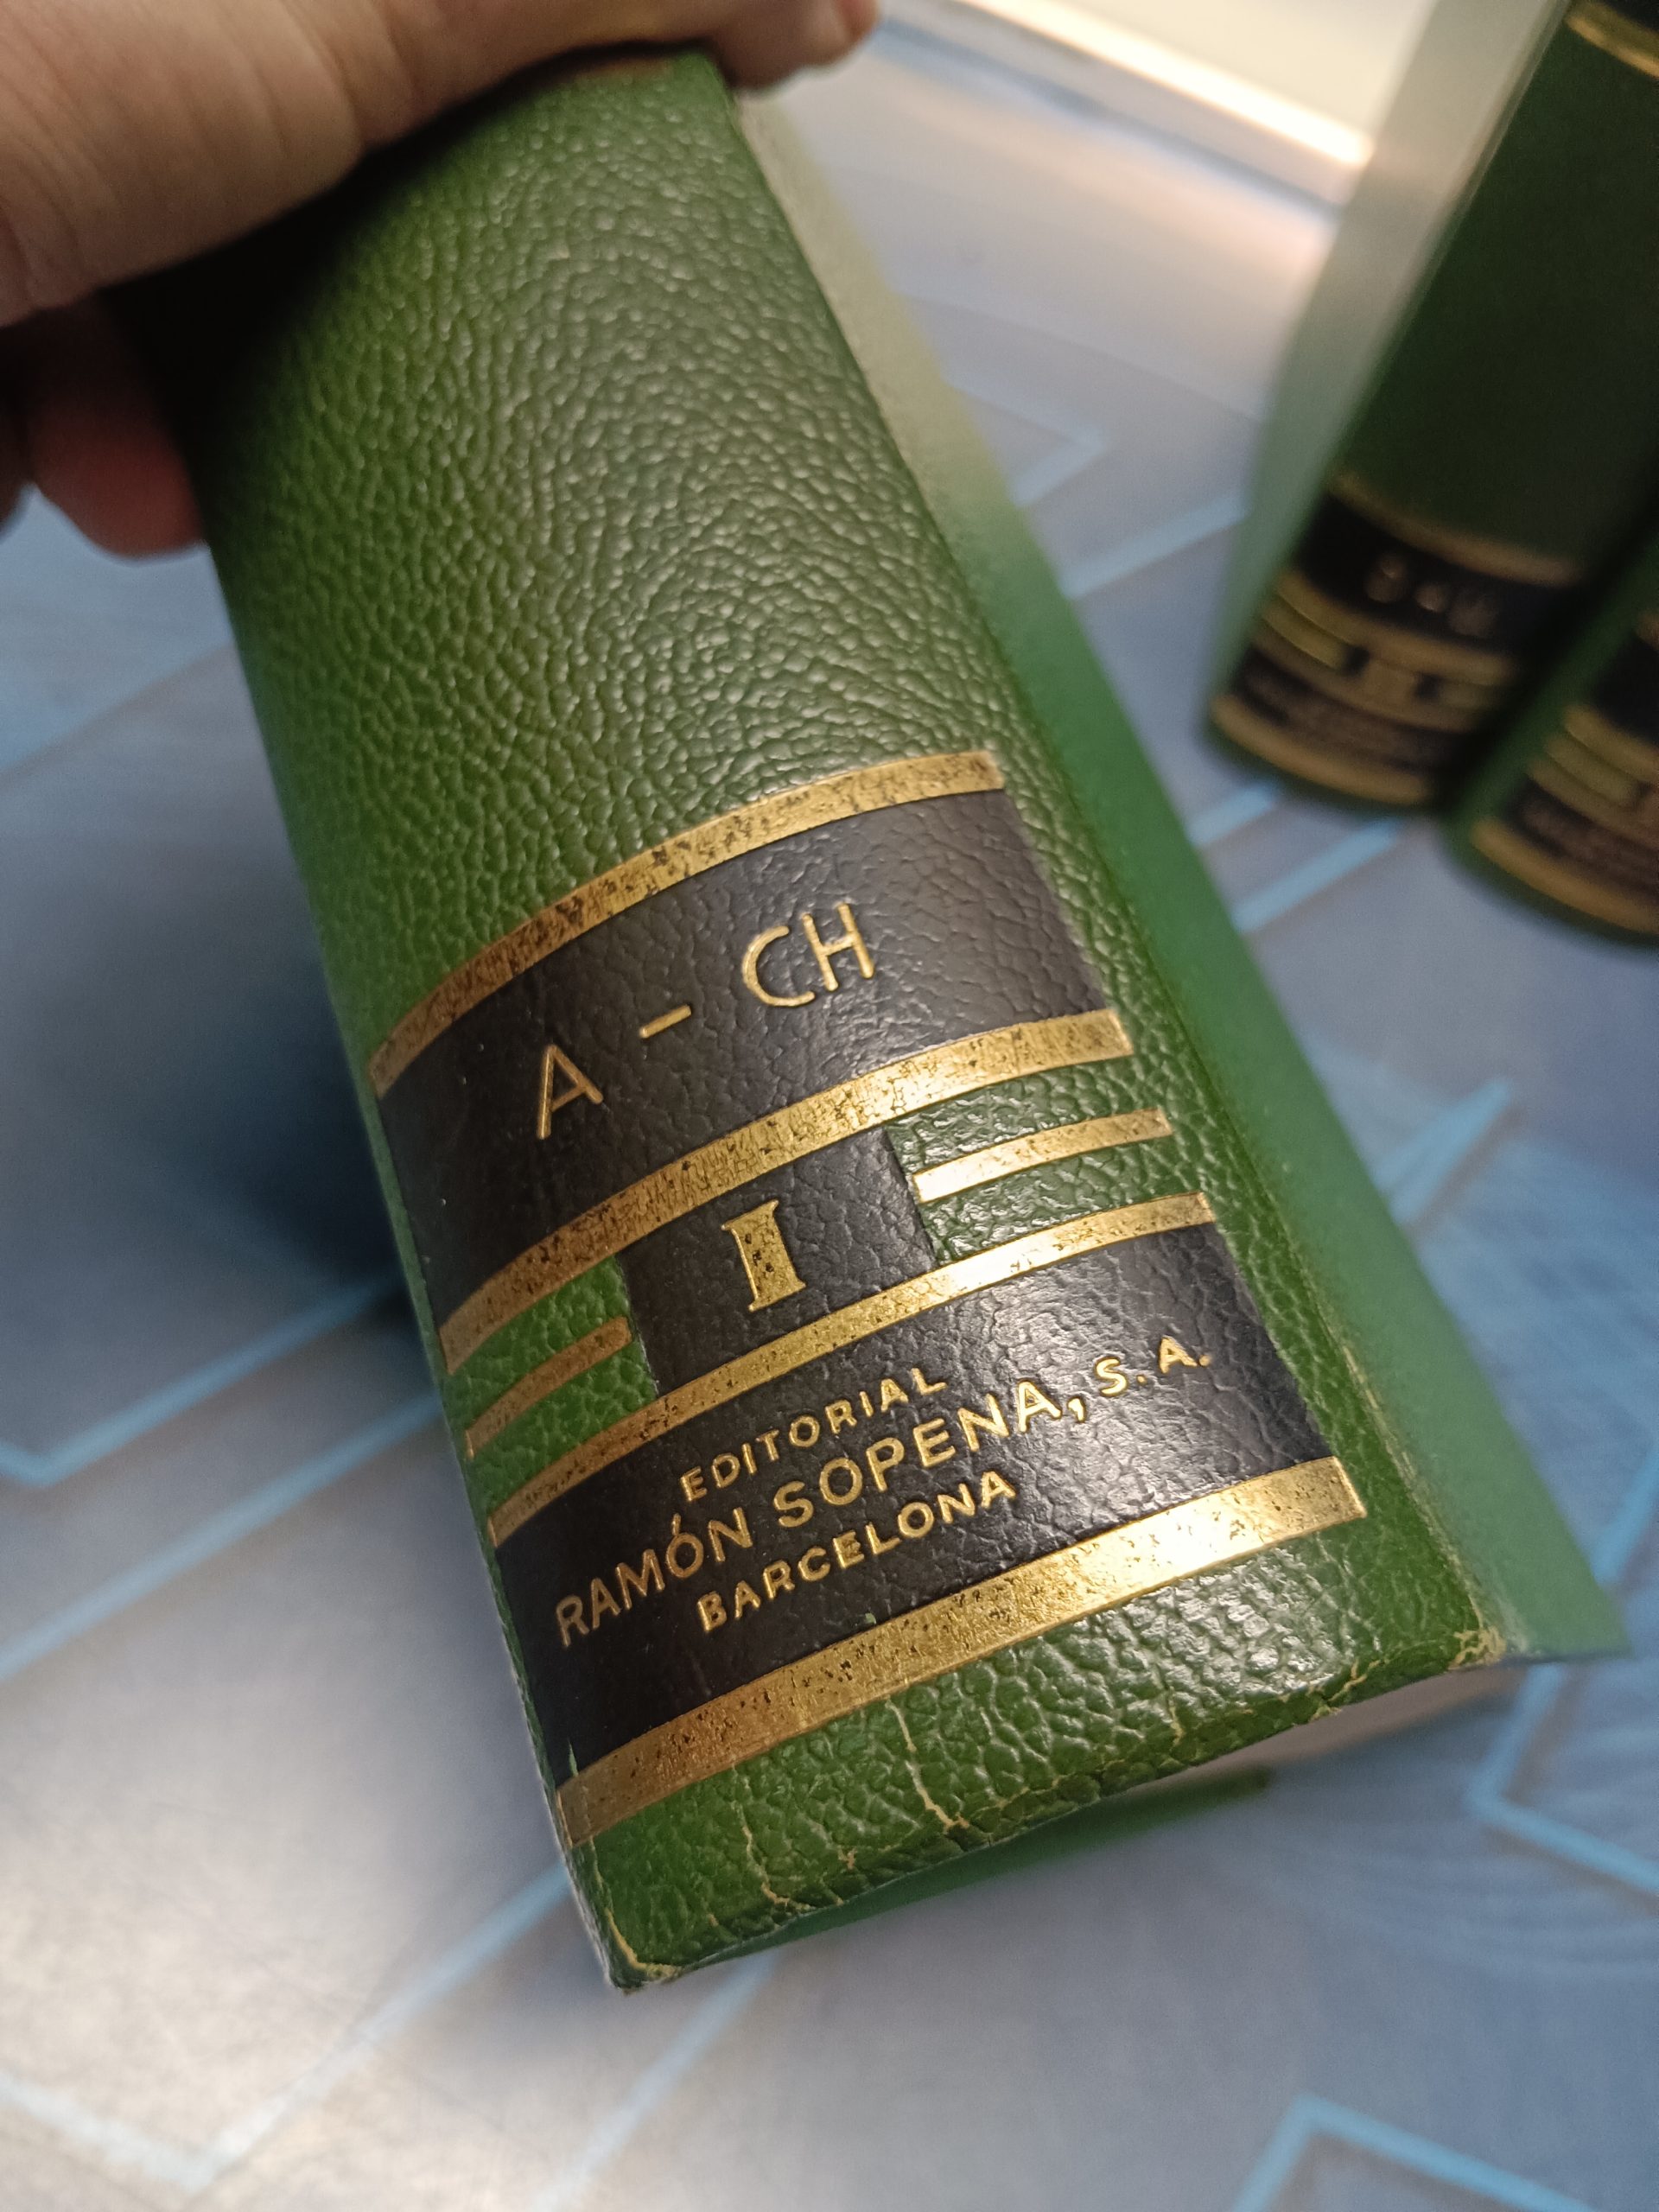 A - CH
I
EDITORIAL
RAMÓN SOPENA, S. A.
BARCELONA